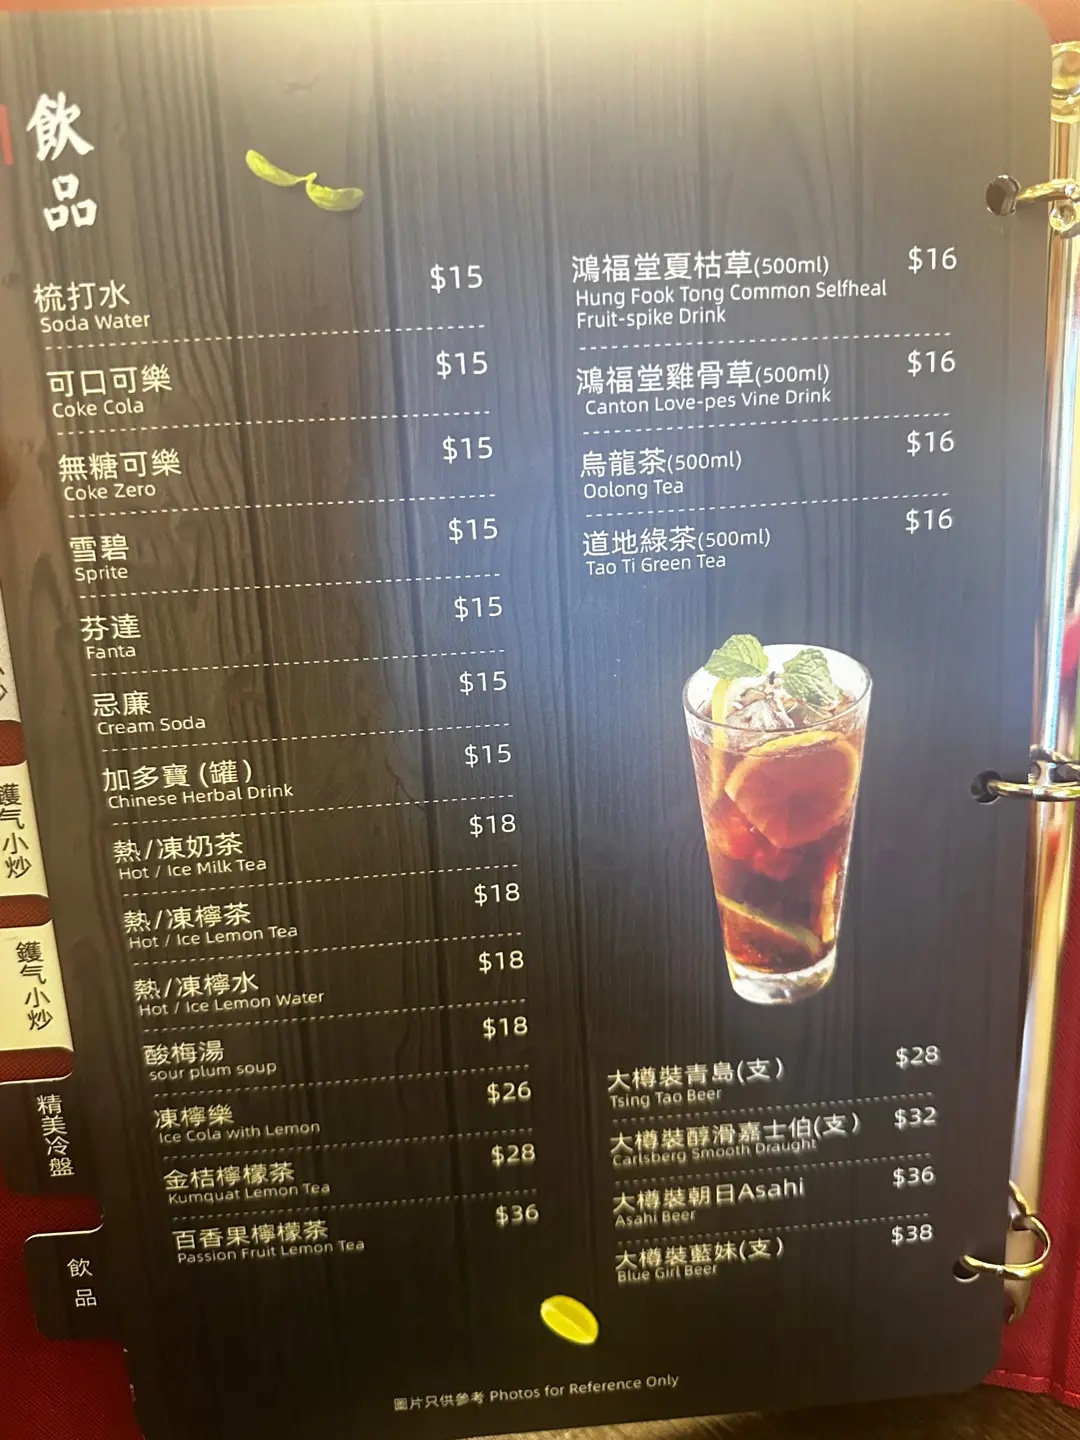 飲品
梳打水 $15
Soda Water
可口可樂 $15
Coke Cola
無糖可樂 $15
Coke Zero
雪碧 $15
Sprite
芬達 $15
Fanta
忌廉 $15
Cream Soda
加多寶 (罐) $15
Chinese Herbal Drink
熱/凍奶茶 $18
Hot / Ice Milk Tea
熱/凍檸茶 $18
Hot / Ice Lemon Tea
熱/凍檸水 $18
Hot / Ice Lemon Water
酸梅湯 $18
sour plum soup
凍檸樂 $26
Ice Cola with Lemon
金桔檸檬茶 $28
Kumquat Lemon Tea
百香果檸檬茶 $36
Passion Fruit Lemon Tea
鴻福堂夏枯草(500ml) $16
Hung Fook Tong Common Selfheal
Fruit-spike Drink
鴻福堂雞骨草(500ml) $16
Canton Love-pes Vine Drink
烏龍茶(500ml) $16
Oolong Tea
道地綠茶(500ml) $16
Tao Ti Green Tea
大樽裝青島(支) $28
Tsing Tao Beer
大樽裝醇滑嘉士伯(支) $32
Carlsberg Smooth Draught
大樽裝朝日Asahi $36
Asahi Beer
大樽裝藍妹(支) $38
Blue Girl Beer
圖片只供參考 Photos for Reference Only
鑊气小炒
鑊气小炒
精美冷盤
飲品